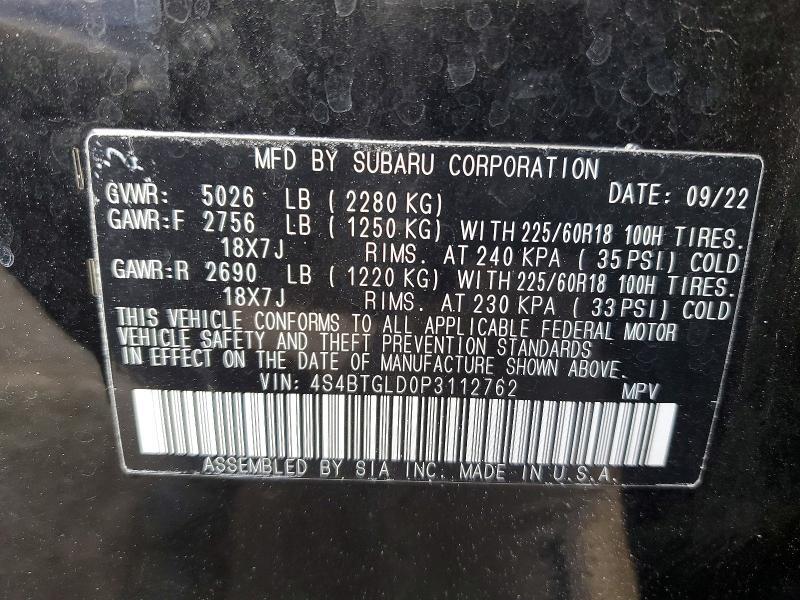 MFD BY SUBARU CORPORATION
GVWR: 5026 LB ( 2280 KG) DATE: 09/22
GAWR:F 2756 LB ( 1250 KG) WITH 225/60R18 100H TIRES.
18X7J RIMS. AT 240 KPA ( 35 PSI) COLD
GAWR:R 2690 LB ( 1220 KG) WITH 225/60R18 100H TIRES.
18X7J RIMS. AT 230 KPA ( 33 PSI) COLD
THIS VEHICLE CONFORMS TO ALL APPLICABLE FEDERAL MOTOR
VEHICLE SAFETY AND THEFT PREVENTION STANDARDS
IN EFFECT ON THE DATE OF MANUFACTURE SHOWN ABOVE.
VIN: 4S4BTGLD0P3112762 MPV
ASSEMBLED BY SIA INC. MADE IN U.S.A.